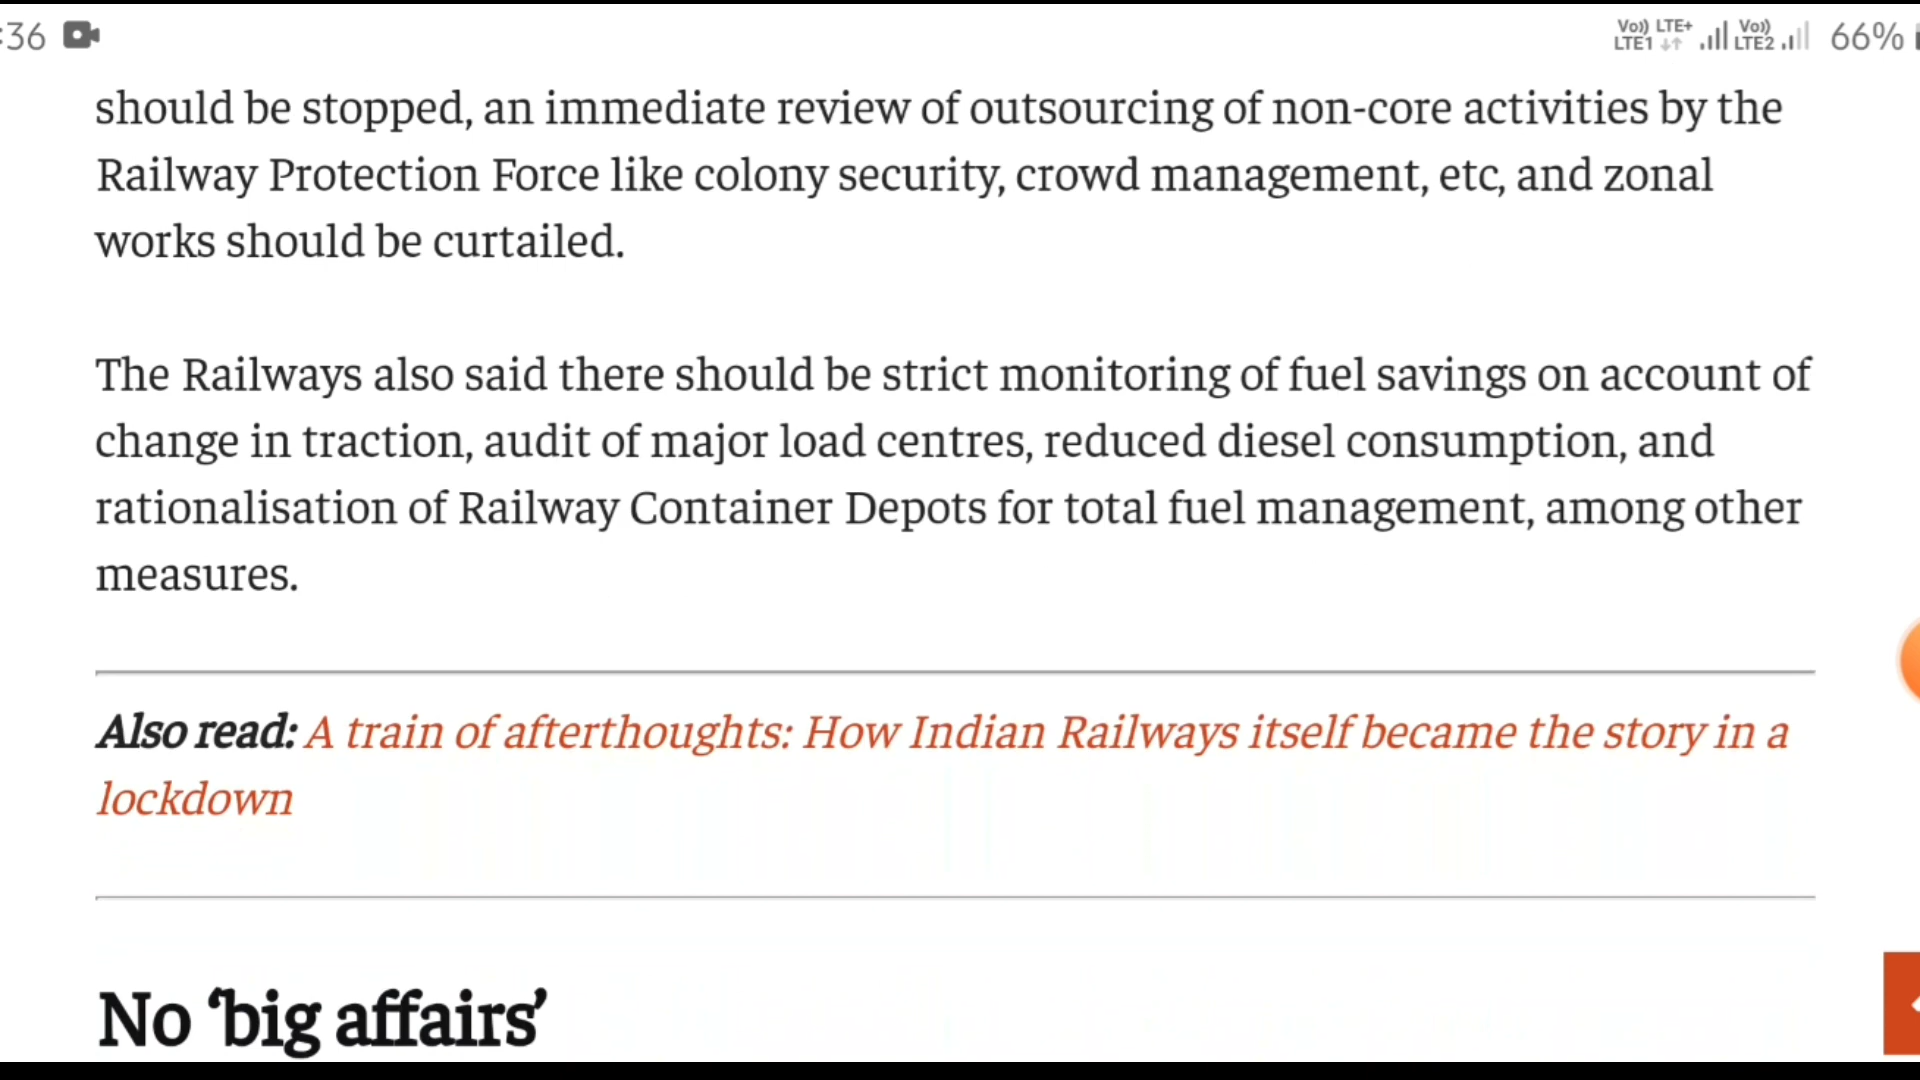 :36
Vo)) LTE+
LTE1
Vo))
LTE2
66%
should be stopped, an immediate review of outsourcing of non-core activities by the
Railway Protection Force like colony security, crowd management, etc, and zonal
works should be curtailed.
The Railways also said there should be strict monitoring of fuel savings on account of
change in traction, audit of major load centres, reduced diesel consumption, and
rationalisation of Railway Container Depots for total fuel management, among other
measures.
Also read: A train of afterthoughts: How Indian Railways itself became the story in a
lockdown
No ‘big affairs’